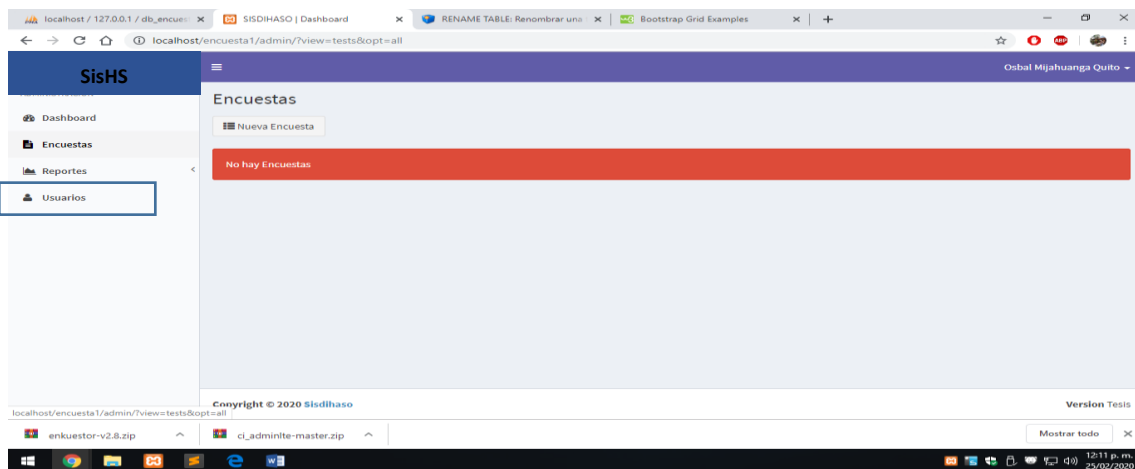 localhost / 127.0.0.1 / db_encues
SISDIHASO | Dashboard
RENAME TABLE: Renombrar una
Bootstrap Grid Examples
localhost/encuesta1/admin/?view=tests&opt=all
ABP
SisHS
Osbal Mijahuanga Quito
Dashboard
Encuestas
Reportes
Usuarios
Encuestas
Nueva Encuesta
No hay Encuestas
Copyright © 2020 Sisdihaso
Version Tesis
localhost/encuesta1/admin/?view=tests&opt=all
enkuestor-v2.8.zip
ci_adminlte-master.zip
Mostrar todo
12:11 p. m.
25/02/2020